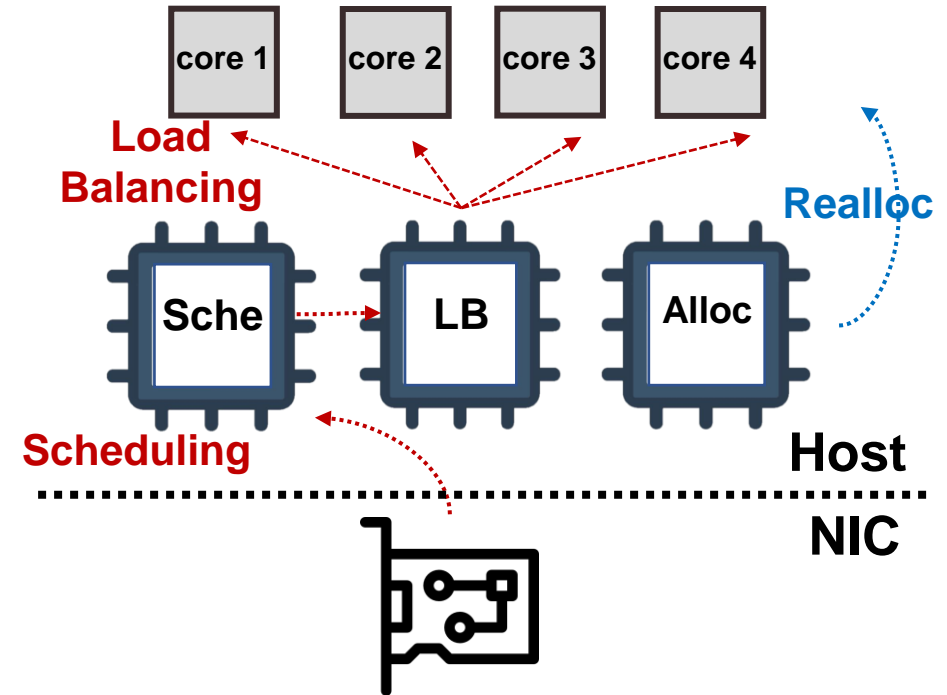 core 1
core 2
core 3
core 4
Load
Balancing
Realloc
Sche
LB
Alloc
Scheduling
Host
NIC